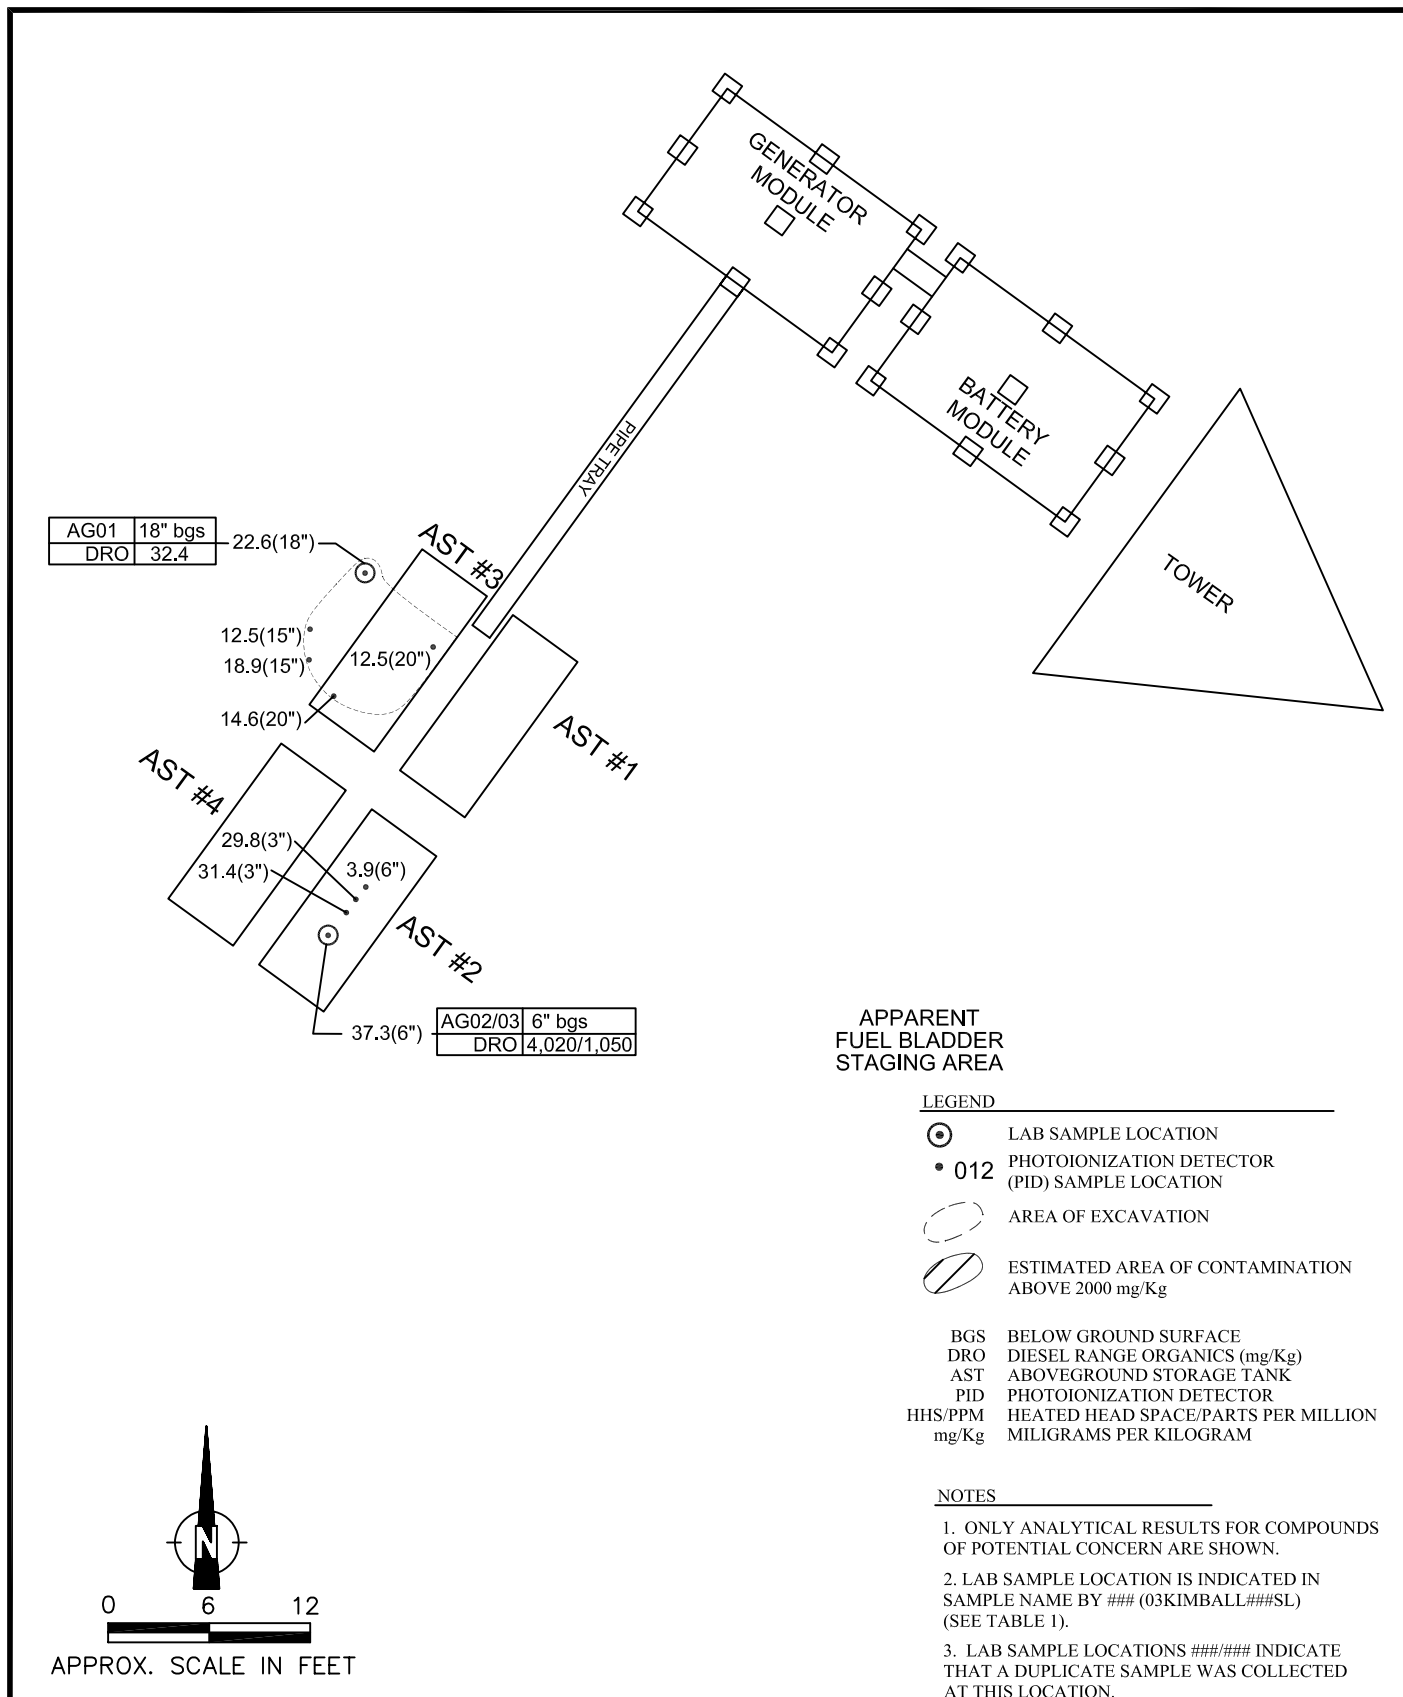 GENERATOR
MODULE
BATTERY
MODULE
TOWER
PIPE TRAY
AG01 18" bgs
DRO 32.4
22.6(18")
AST #3
12.5(15")
18.9(15")
12.5(20")
14.6(20")
AST #1
AST #4
29.8(3")
31.4(3")
3.9(6")
AST #2
37.3(6")
AG02/03 6" bgs
DRO 4,020/1,050
APPARENT
FUEL BLADDER
STAGING AREA
LEGEND
LAB SAMPLE LOCATION
012 PHOTOIONIZATION DETECTOR
(PID) SAMPLE LOCATION
AREA OF EXCAVATION
ESTIMATED AREA OF CONTAMINATION
ABOVE 2000 mg/Kg
BGS BELOW GROUND SURFACE
DRO DIESEL RANGE ORGANICS (mg/Kg)
AST ABOVEGROUND STORAGE TANK
PID PHOTOIONIZATION DETECTOR
HHS/PPM HEATED HEAD SPACE/PARTS PER MILLION
mg/Kg MILIGRAMS PER KILOGRAM
NOTES
1. ONLY ANALYTICAL RESULTS FOR COMPOUNDS
OF POTENTIAL CONCERN ARE SHOWN.
2. LAB SAMPLE LOCATION IS INDICATED IN
SAMPLE NAME BY ### (03KIMBALL###SL)
(SEE TABLE 1).
3. LAB SAMPLE LOCATIONS ###/### INDICATE
THAT A DUPLICATE SAMPLE WAS COLLECTED
AT THIS LOCATION.
N
0 6 12
APPROX. SCALE IN FEET